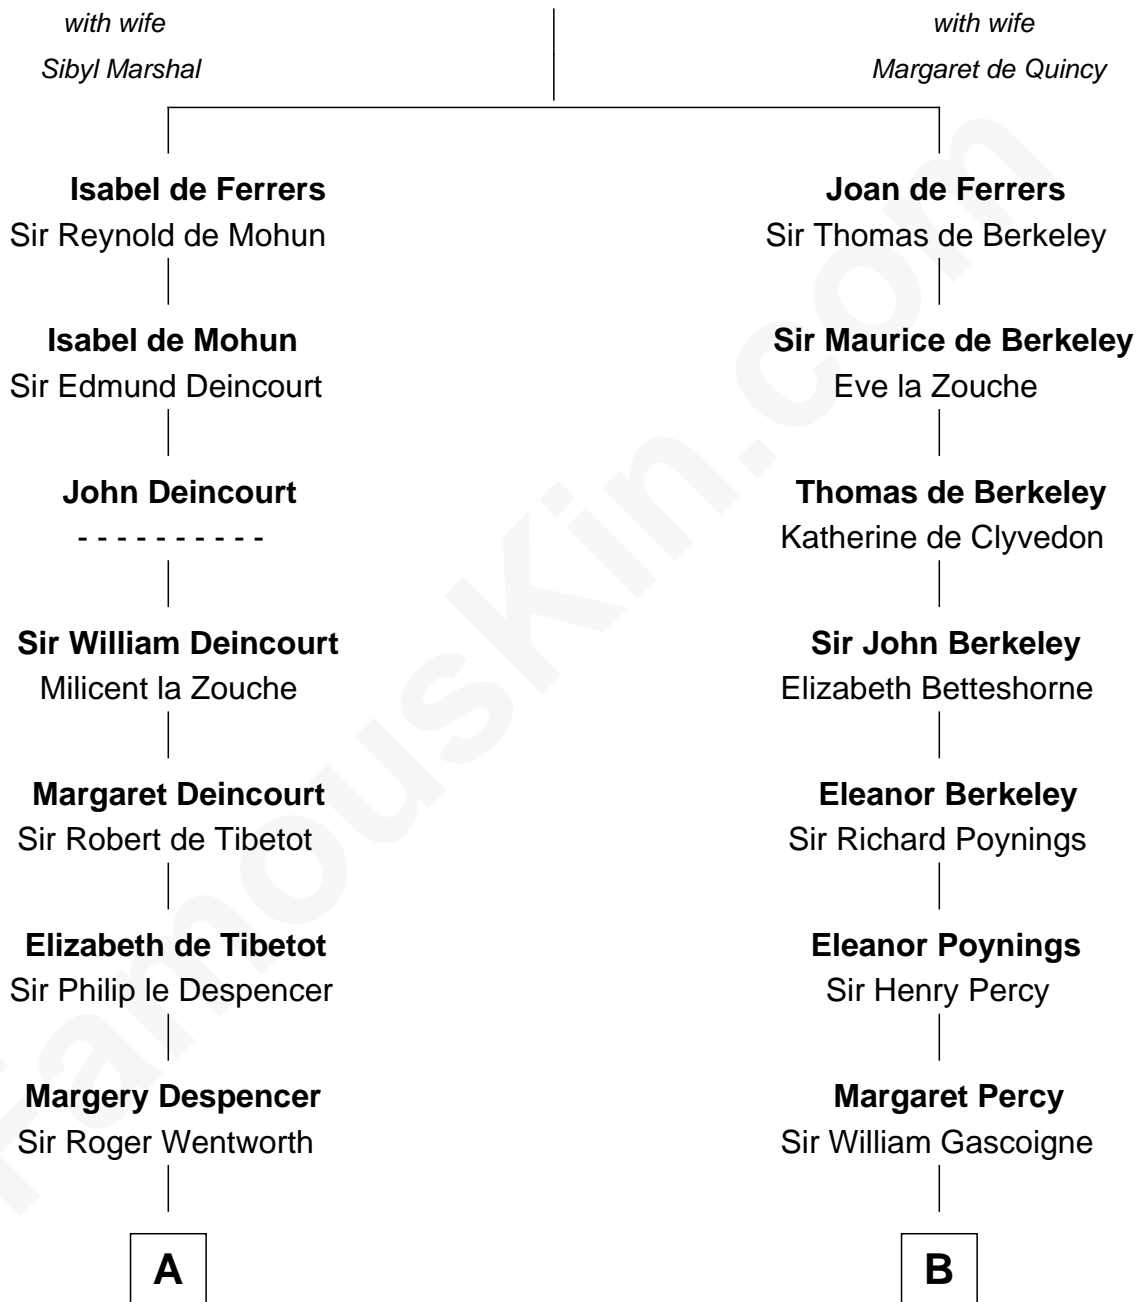 with wife
Sibyl Marshal
with wife
Margaret de Quincy
Isabel de Ferrers
Sir Reynold de Mohun
Joan de Ferrers
Sir Thomas de Berkeley
Isabel de Mohun
Sir Edmund Deincourt
Sir Maurice de Berkeley
Eve la Zouche
John Deincourt
- - - - - - - - - -
Thomas de Berkeley
Katherine de Clyvedon
Sir William Deincourt
Milicent la Zouche
Sir John Berkeley
Elizabeth Betteshorne
Margaret Deincourt
Sir Robert de Tibetot
Eleanor Berkeley
Sir Richard Poynings
Elizabeth de Tibetot
Sir Philip le Despencer
Eleanor Poynings
Sir Henry Percy
Margery Despencer
Sir Roger Wentworth
Margaret Percy
Sir William Gascoigne
A
B
FamousKin.com